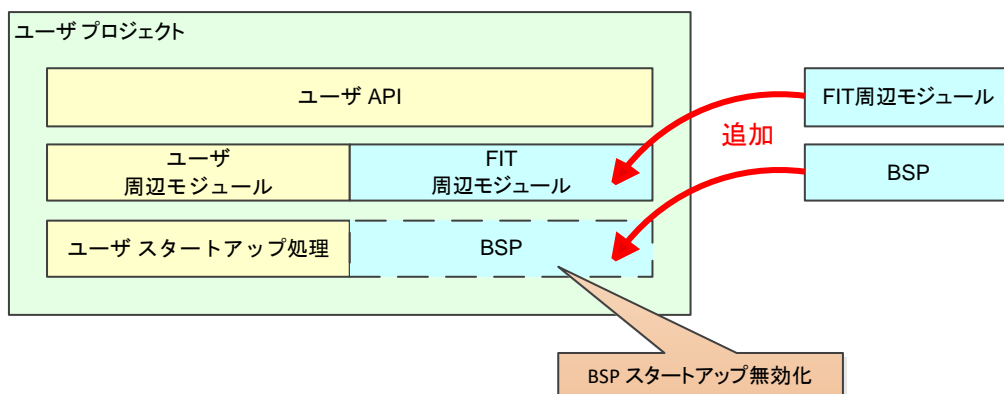 ユーザ プロジェクト
ユーザ API
FIT周辺モジュール
追加
ユーザ
周辺モジュール
FIT
周辺モジュール
BSP
ユーザ スタートアップ処理
BSP
BSP スタートアップ無効化